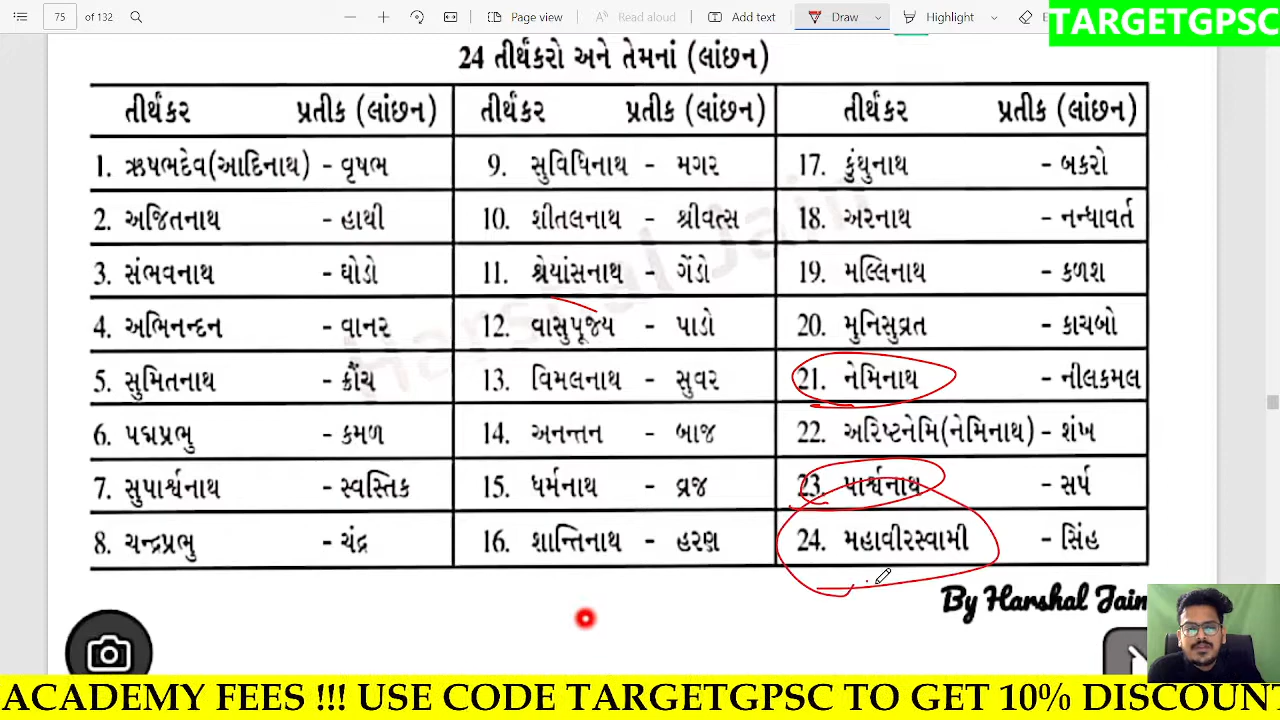 75 of 132 Page view Read aloud Add text Draw Highlight
TARGETGPSC
24 તીર્થંકરો અને તેમનાં (લાંછન)
તીર્થંકર પ્રતીક (લાંછન) તીર્થંકર પ્રતીક (લાંછન) તીર્થંકર પ્રતીક (લાંછન)
1. ઋષભદેવ(આદિનાથ) - વૃષભ 9. સુવિધિનાથ - મગર 17. કુંથુનાથ - બકરો
2. અજિતનાથ - હાથી 10. શીતલનાથ - શ્રીવત્સ 18. અરનાથ - નન્ધાવર્ત
3. સંભવનાથ - ઘોડો 11. શ્રેયાંસનાથ - ગેંડો 19. મલ્લિનાથ - કળશ
4. અભિનન્દન - વાનર 12. વાસુપૂજ્ય - પાડો 20. મુનિસુવ્રત - કાચબો
5. સુમિતનાથ - ક્રૌંચ 13. વિમલનાથ - સુવર 21. નેમિનાથ - નીલકમલ
6. પદ્મપ્રભુ - કમળ 14. અનન્તન - બાજ 22. અરિષ્ટનેમિ(નેમિનાથ) - શંખ
7. સુપાર્શ્વનાથ - સ્વસ્તિક 15. ધર્મનાથ - વ્રજ 23. પાર્શ્વનાથ - સર્પ
8. ચન્દ્રપ્રભુ - ચંદ્ર 16. શાન્તિનાથ - હરણ 24. મહાવીરસ્વામી - સિંહ
Harshal Jain
By Harshal Jain
ACADEMY FEES !!! USE CODE TARGETGPSC TO GET 10% DISCOUNT